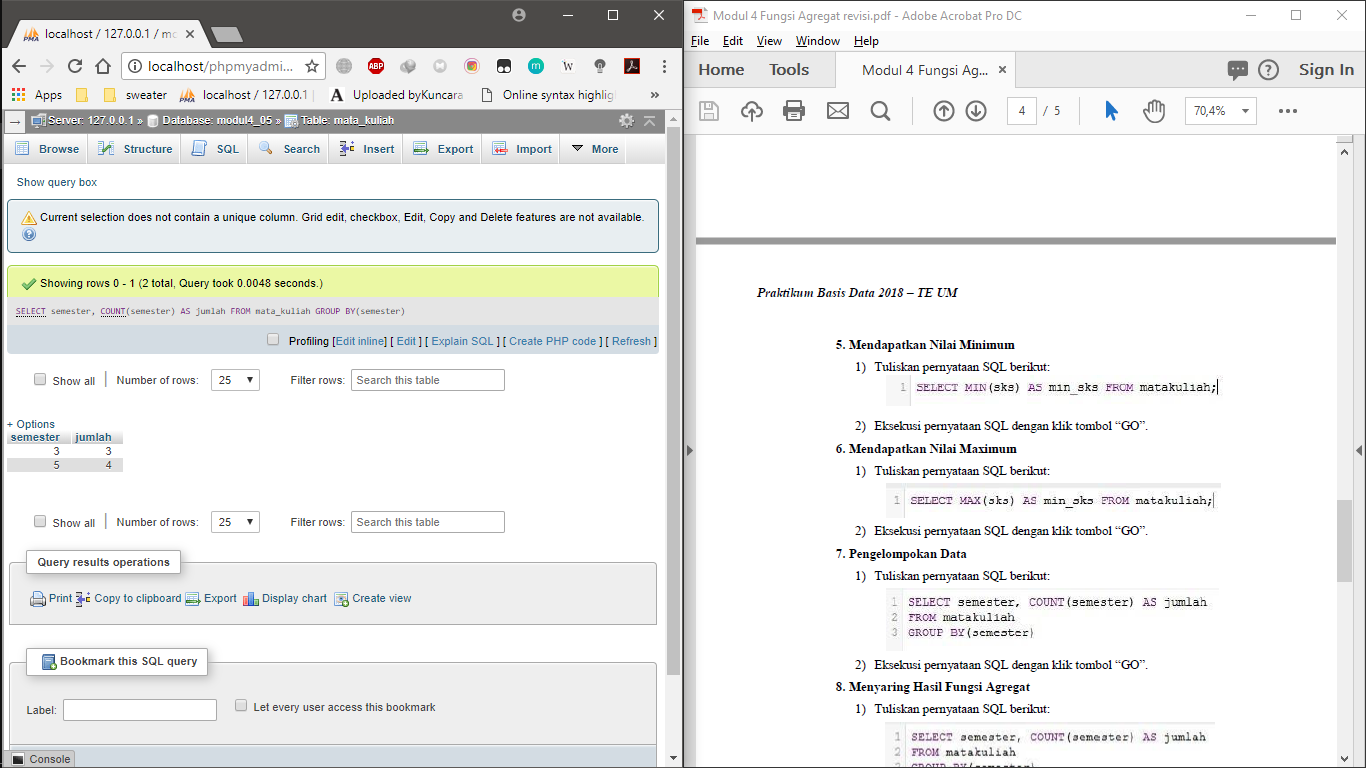 localhost / 127.0.0.1 / mo
localhost/phpmyadmi...
Apps
sweater
localhost / 127.0.0.1
Uploaded byKuncara
Online syntax highlig
»
Server: 127.0.0.1 » Database: modul4_05 » Table: mata_kuliah
Browse
Structure
SQL
Search
Insert
Export
Import
More
Show query box
Current selection does not contain a unique column. Grid edit, checkbox, Edit, Copy and Delete features are not available.
Showing rows 0 - 1 (2 total, Query took 0.0048 seconds.)
SELECT semester, COUNT(semester) AS jumlah FROM mata_kuliah GROUP BY(semester)
Profiling [Edit inline] [ Edit ] [ Explain SQL ] [ Create PHP code ] [ Refresh ]
Show all | Number of rows: 25 Filter rows: Search this table
+ Options
semester jumlah
3 3
5 4
Show all | Number of rows: 25 Filter rows: Search this table
Query results operations
Print Copy to clipboard Export Display chart Create view
Bookmark this SQL query
Label:
Let every user access this bookmark
Console
Modul 4 Fungsi Agregat revisi.pdf - Adobe Acrobat Pro DC
File Edit View Window Help
Home Tools Modul 4 Fungsi Ag... × Sign In
4 / 5 70,4%
Praktikum Basis Data 2018 – TE UM
5. Mendapatkan Nilai Minimum
1) Tuliskan pernyataan SQL berikut:
1 SELECT MIN(sks) AS min_sks FROM matakuliah;
2) Eksekusi pernyataan SQL dengan klik tombol “GO”.
6. Mendapatkan Nilai Maximum
1) Tuliskan pernyataan SQL berikut:
1 SELECT MAX(sks) AS min_sks FROM matakuliah;
2) Eksekusi pernyataan SQL dengan klik tombol “GO”.
7. Pengelompokan Data
1) Tuliskan pernyataan SQL berikut:
1 SELECT semester, COUNT(semester) AS jumlah
2 FROM matakuliah
3 GROUP BY(semester)
2) Eksekusi pernyataan SQL dengan klik tombol “GO”.
8. Menyaring Hasil Fungsi Agregat
1) Tuliskan pernyataan SQL berikut:
1 SELECT semester, COUNT(semester) AS jumlah
2 FROM matakuliah
GROUP BY(semester)